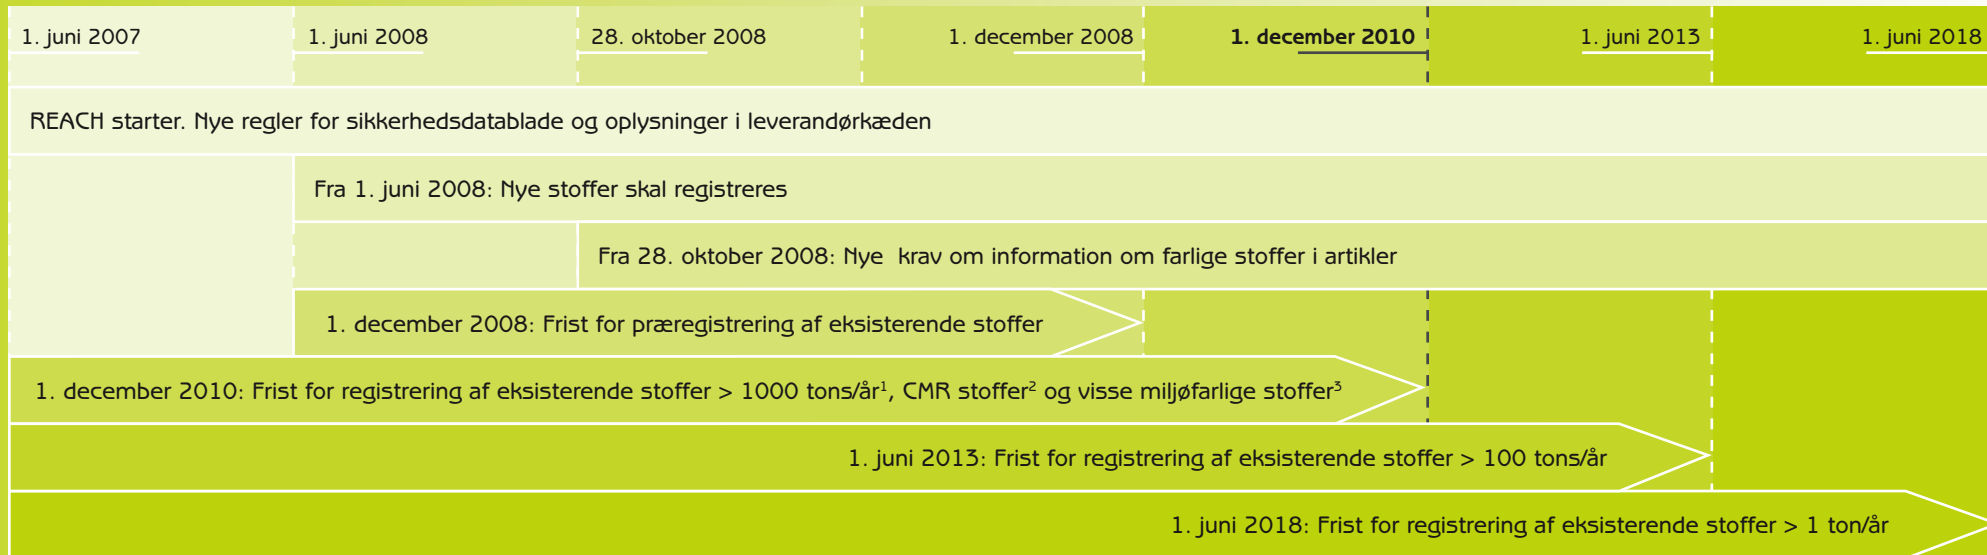 1. juni 2007
1. juni 2008
28. oktober 2008
1. december 2008
1. december 2010
1. juni 2013
1. juni 2018
REACH starter. Nye regler for sikkerhedsdatablade og oplysninger i leverandørkæden
Fra 1. juni 2008: Nye stoffer skal registreres
Fra 28. oktober 2008: Nye krav om information om farlige stoffer i artikler
1. december 2008: Frist for præregistrering af eksisterende stoffer
1. december 2010: Frist for registrering af eksisterende stoffer > 1000 tons/år¹, CMR stoffer² og visse miljøfarlige stoffer³
1. juni 2013: Frist for registrering af eksisterende stoffer > 100 tons/år
1. juni 2018: Frist for registrering af eksisterende stoffer > 1 ton/år